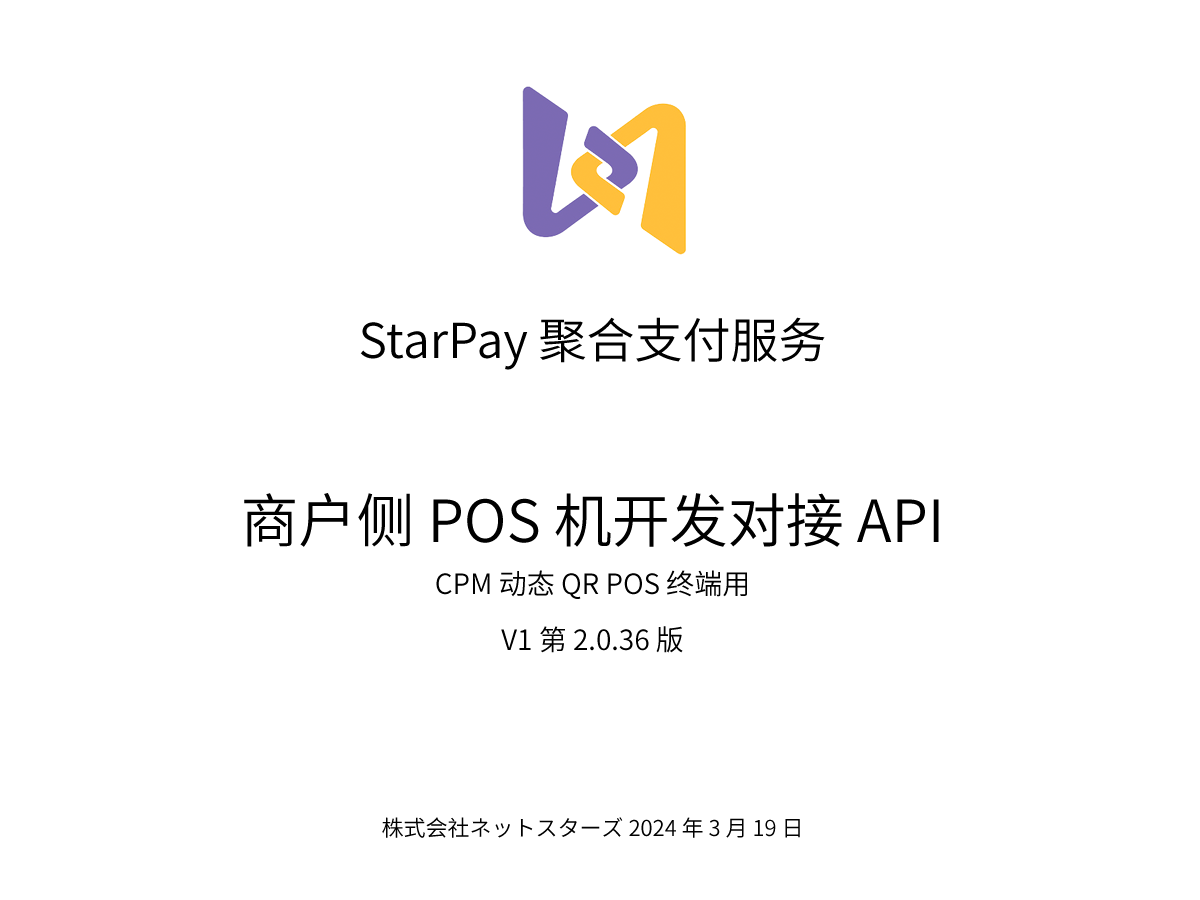 StarPay 聚合支付服务
商户侧 POS 机开发对接 API
CPM 动态 QR POS 终端用
V1 第 2.0.36 版
株式会社ネットスターズ 2024 年 3 月 19 日